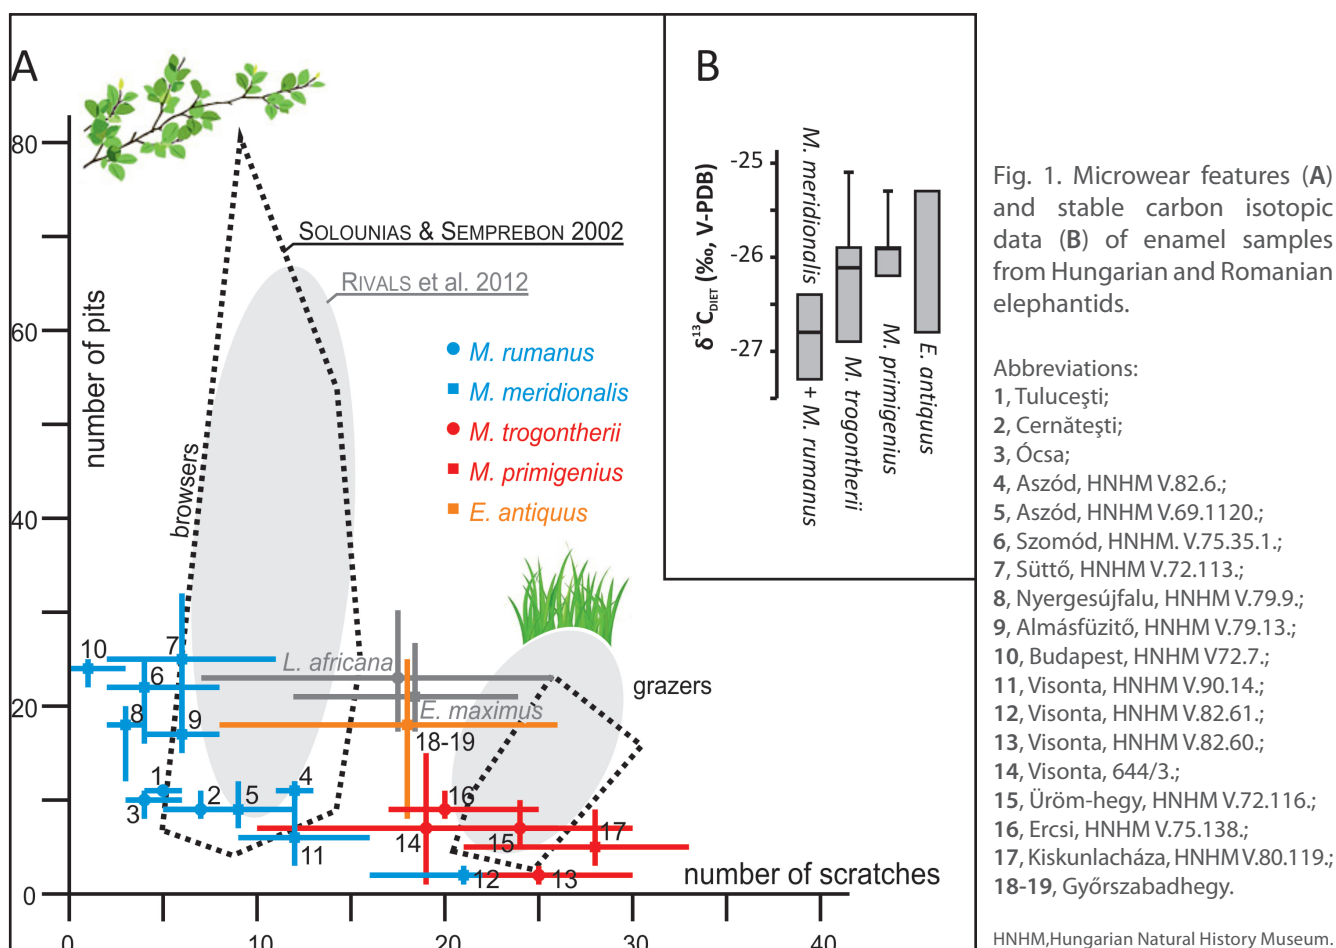 A
80
60
40
20
0
0
10
20
30
40
number of pits
number of scratches
browsers
grazers
SOLOUNIAS & SEMPREBON 2002
RIVALS et al. 2012
M. rumanus
M. meridionalis
M. trogontherii
M. primigenius
E. antiquus
L. africana
E. maximus
10
7
6
8
9
1
3
2
5
4
11
18-19
16
14
15
17
12
13
B
δ¹³C_DIET (‰, V-PDB)
-25
-26
-27
M. meridionalis
+ M. rumanus
M. trogontherii
M. primigenius
E. antiquus
Fig. 1. Microwear features (A)
and stable carbon isotopic
data (B) of enamel samples
from Hungarian and Romanian
elephantids.
Abbreviations:
1, Tuluceşti;
2, Cernăteşti;
3, Ócsa;
4, Aszód, HNHM V.82.6.;
5, Aszód, HNHM V.69.1120.;
6, Szomód, HNHM. V.75.35.1.;
7, Süttő, HNHM V.72.113.;
8, Nyergesújfalu, HNHM V.79.9.;
9, Almásfüzitő, HNHM V.79.13.;
10, Budapest, HNHM V72.7.;
11, Visonta, HNHM V.90.14.;
12, Visonta, HNHM V.82.61.;
13, Visonta, HNHM V.82.60.;
14, Visonta, 644/3.;
15, Üröm-hegy, HNHM V.72.116.;
16, Ercsi, HNHM V.75.138.;
17, Kiskunlacháza, HNHM V.80.119.;
18-19, Győrszabadhegy.
HNHM,Hungarian Natural History Museum.